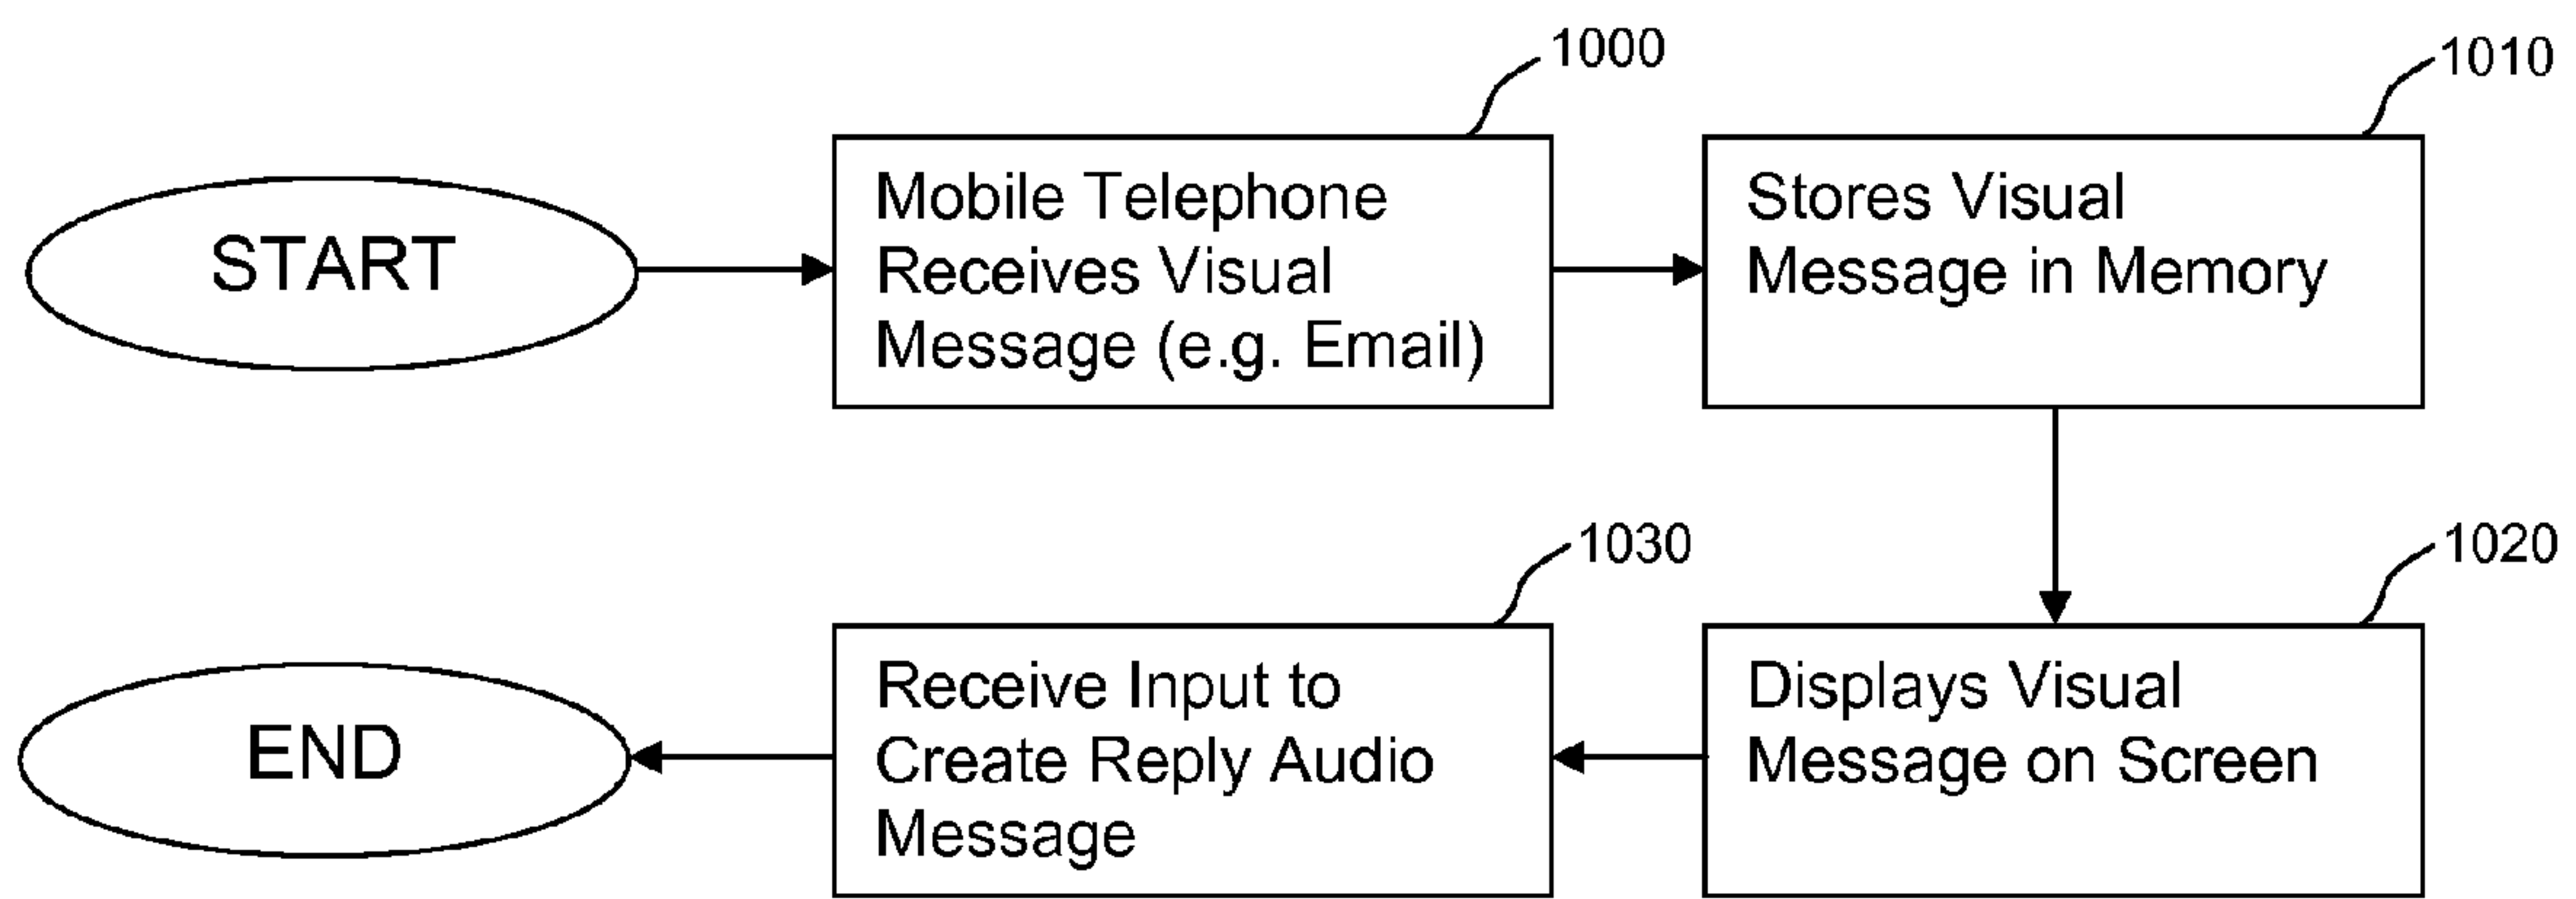 1000
1010
START
Mobile Telephone
Receives Visual
Message (e.g. Email)
Stores Visual
Message in Memory
1030
1020
END
Receive Input to
Create Reply Audio
Message
Displays Visual
Message on Screen